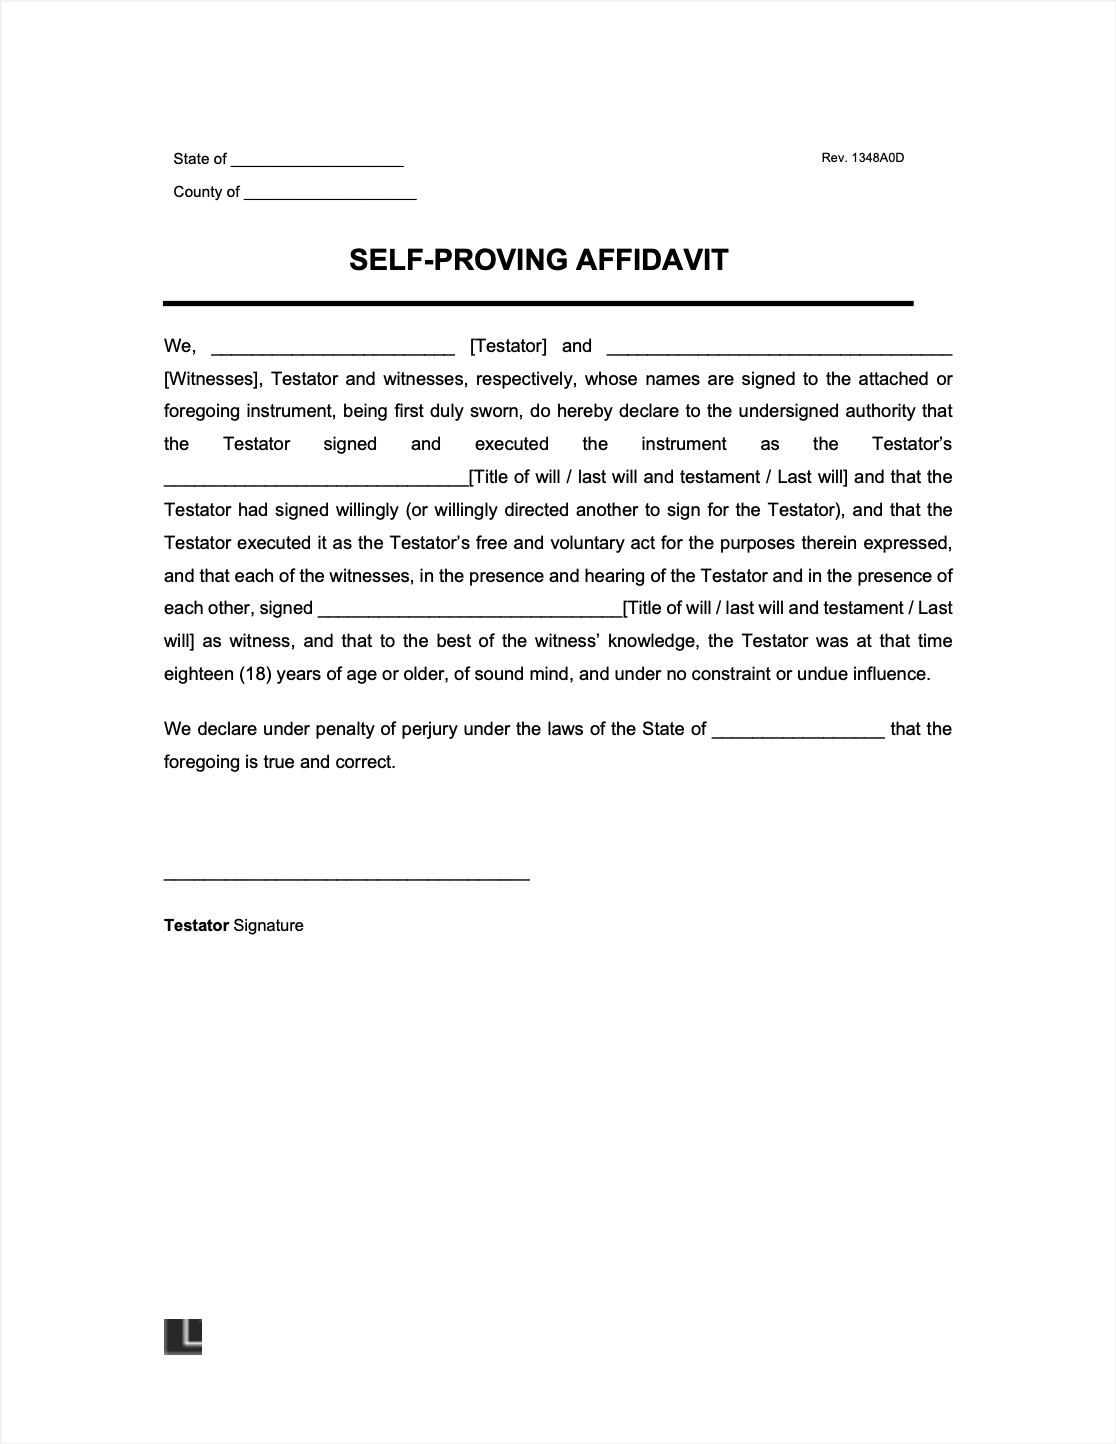 State of ____________________
Rev. 1348A0D
County of ____________________
SELF-PROVING AFFIDAVIT
We, ________________________ [Testator] and __________________________________
[Witnesses], Testator and witnesses, respectively, whose names are signed to the attached or
foregoing instrument, being first duly sworn, do hereby declare to the undersigned authority that
the Testator signed and executed the instrument as the Testator’s
______________________________[Title of will / last will and testament / Last will] and that the
Testator had signed willingly (or willingly directed another to sign for the Testator), and that the
Testator executed it as the Testator’s free and voluntary act for the purposes therein expressed,
and that each of the witnesses, in the presence and hearing of the Testator and in the presence of
each other, signed ______________________________[Title of will / last will and testament / Last
will] as witness, and that to the best of the witness’ knowledge, the Testator was at that time
eighteen (18) years of age or older, of sound mind, and under no constraint or undue influence.
We declare under penalty of perjury under the laws of the State of _________________ that the
foregoing is true and correct.
____________________________________
Testator Signature